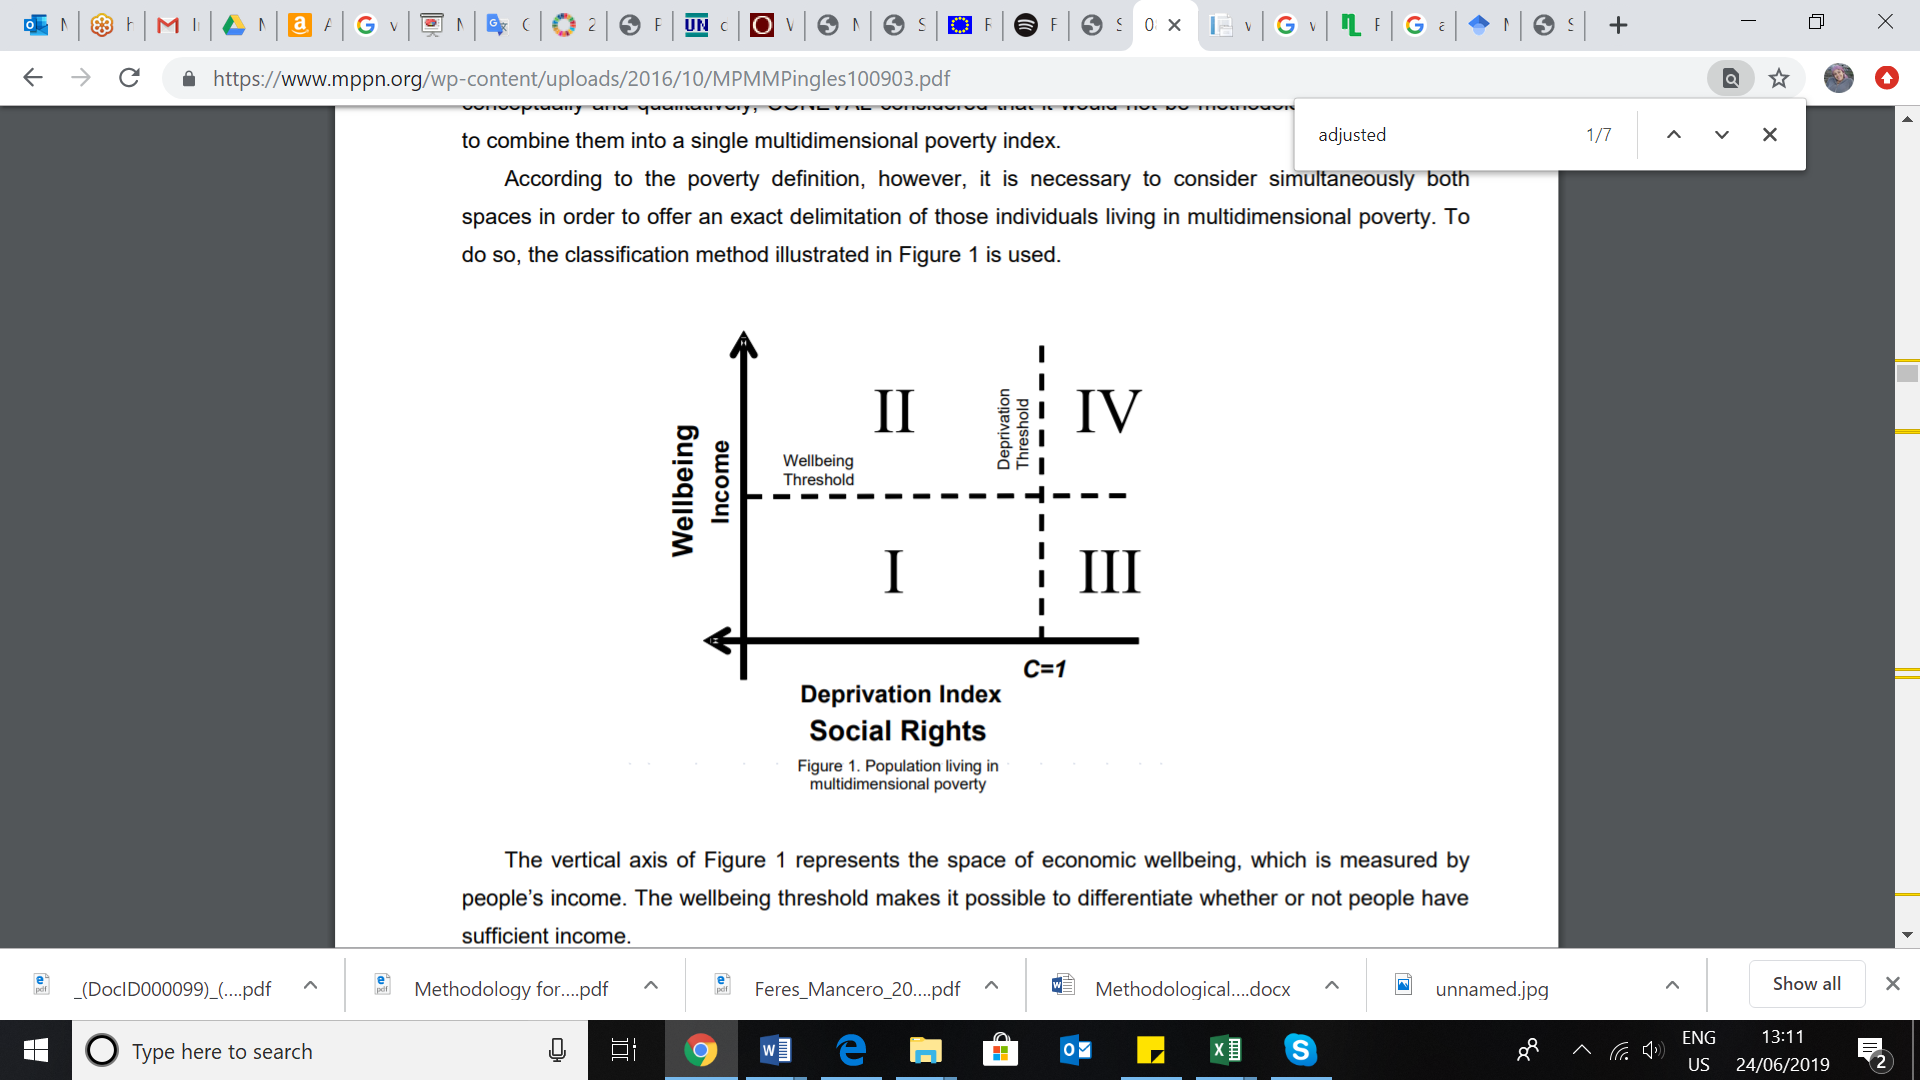 https://www.mppn.org/wp-content/uploads/2016/10/MPMMPingles100903.pdf
adjusted 1/7
to combine them into a single multidimensional poverty index.
According to the poverty definition, however, it is necessary to consider simultaneously both
spaces in order to offer an exact delimitation of those individuals living in multidimensional poverty. To
do so, the classification method illustrated in Figure 1 is used.
II
IV
Deprivation
Threshold
Wellbeing
Threshold
Wellbeing
Income
I
III
C=1
Deprivation Index
Social Rights
Figure 1. Population living in
multidimensional poverty
The vertical axis of Figure 1 represents the space of economic wellbeing, which is measured by
people’s income. The wellbeing threshold makes it possible to differentiate whether or not people have
sufficient income.
_(DocID000099)_(....pdf
Methodology for....pdf
Feres_Mancero_20....pdf
Methodological....docx
unnamed.jpg
Show all
Type here to search
ENG
US
13:11
24/06/2019
2